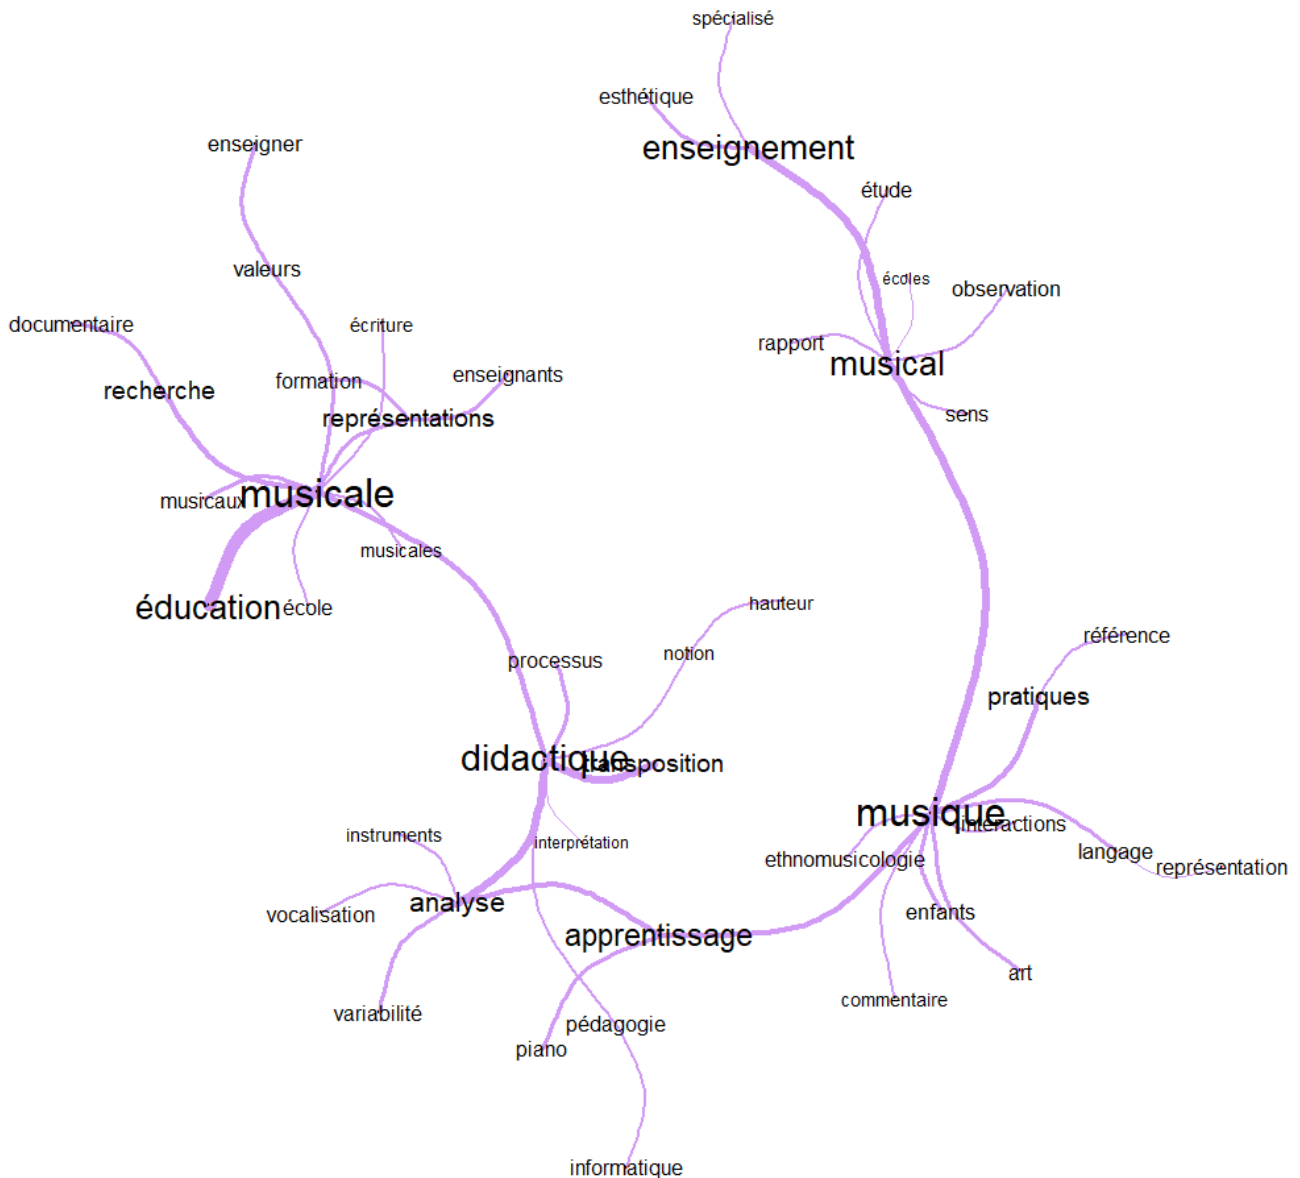 spécialisé
esthétique
enseigner
enseignement
étude
valeurs
écoles
observation
documentaire
écriture
rapport
musical
formation
enseignants
recherche
représentations
sens
musicale
musicaux
musicales
éducation
école
hauteur
référence
notion
processus
pratiques
didactique
transposition
musique
interactions
instruments
interprétation
langage
ethnomusicologie
représentation
analyse
vocalisation
enfants
apprentissage
art
commentaire
variabilité
pédagogie
piano
informatique